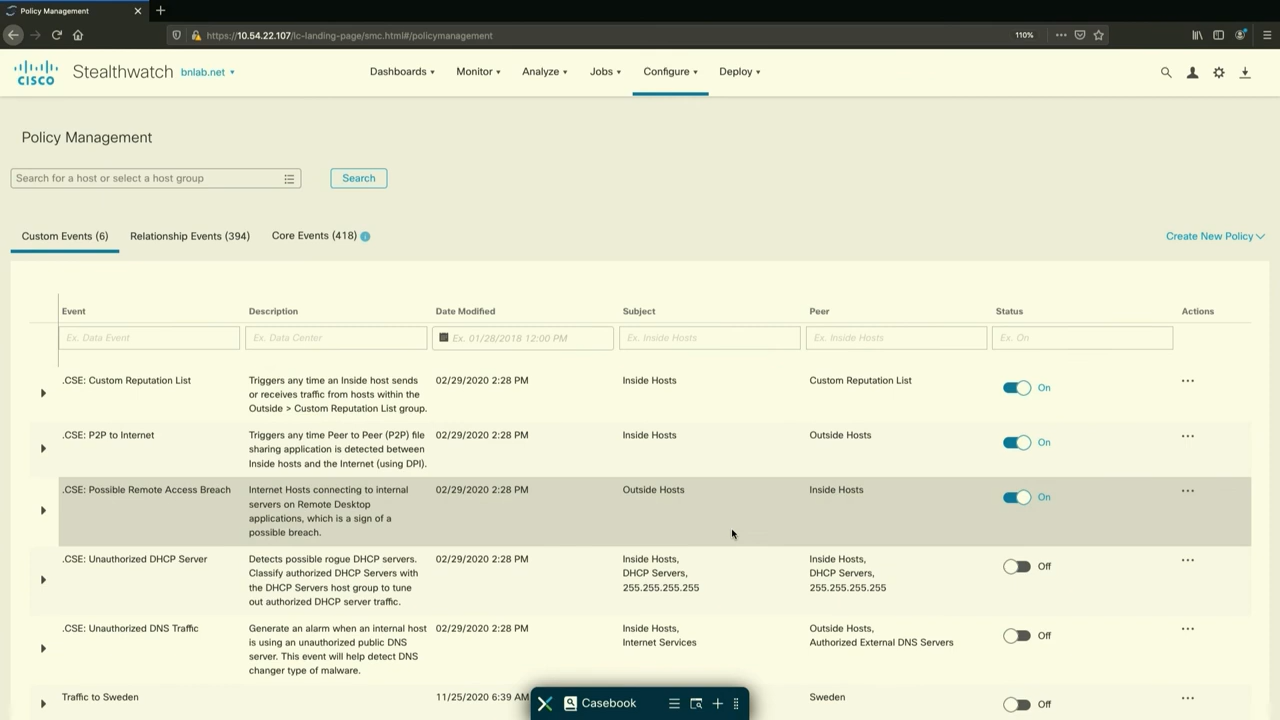 Policy Management
https://10.54.22.107/lc-landing-page/smc.html#/policymanagement
110%
CISCO
Stealthwatch
bnlab.net
Dashboards
Monitor
Analyze
Jobs
Configure
Deploy
Policy Management
Search for a host or select a host group
Search
Custom Events (6)
Relationship Events (394)
Core Events (418)
Create New Policy
Event
Description
Date Modified
Subject
Peer
Status
Actions
Ex. Data Event
Ex. Data Center
Ex. 01/28/2018 12:00 PM
Ex. Inside Hosts
Ex. Inside Hosts
Ex. On
.CSE: Custom Reputation List
Triggers any time an Inside host sends
or receives traffic from hosts within the
Outside > Custom Reputation List group.
02/29/2020 2:28 PM
Inside Hosts
Custom Reputation List
On
.CSE: P2P to Internet
Triggers any time Peer to Peer (P2P) file
sharing application is detected between
Inside hosts and the Internet (using DPI).
02/29/2020 2:28 PM
Inside Hosts
Outside Hosts
On
.CSE: Possible Remote Access Breach
Internet Hosts connecting to internal
servers on Remote Desktop
applications, which is a sign of a
possible breach.
02/29/2020 2:28 PM
Outside Hosts
Inside Hosts
On
.CSE: Unauthorized DHCP Server
Detects possible rogue DHCP servers.
Classify authorized DHCP Servers with
the DHCP Servers host group to tune
out authorized DHCP server traffic.
02/29/2020 2:28 PM
Inside Hosts,
DHCP Servers,
255.255.255.255
Inside Hosts,
DHCP Servers,
255.255.255.255
Off
.CSE: Unauthorized DNS Traffic
Generate an alarm when an internal host
is using an unauthorized public DNS
server. This event will help detect DNS
changer type of malware.
02/29/2020 2:28 PM
Inside Hosts,
Internet Services
Outside Hosts,
Authorized External DNS Servers
Off
Traffic to Sweden
11/25/2020 6:39 AM
Sweden
Off
Casebook